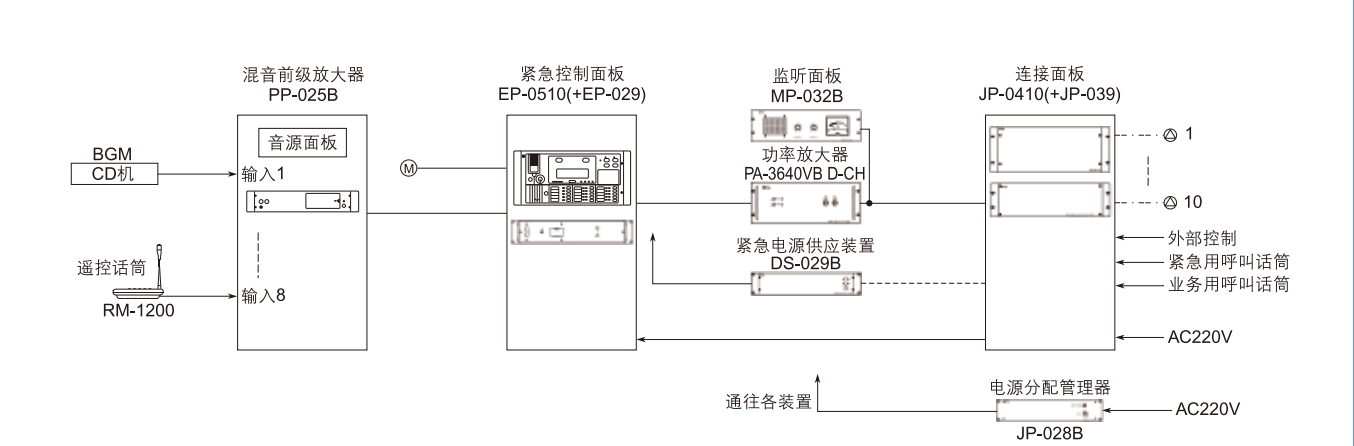 混音前级放大器
PP-025B
音源面板
BGM
CD机
输入1
遥控话筒
RM-1200
输入8
紧急控制面板
EP-0510(+EP-029)
M
监听面板
MP-032B
功率放大器
PA-3640VB D-CH
紧急电源供应装置
DS-029B
连接面板
JP-0410(+JP-039)
1
10
外部控制
紧急用呼叫话筒
业务用呼叫话筒
AC220V
通往各装置
电源分配管理器
JP-028B
AC220V